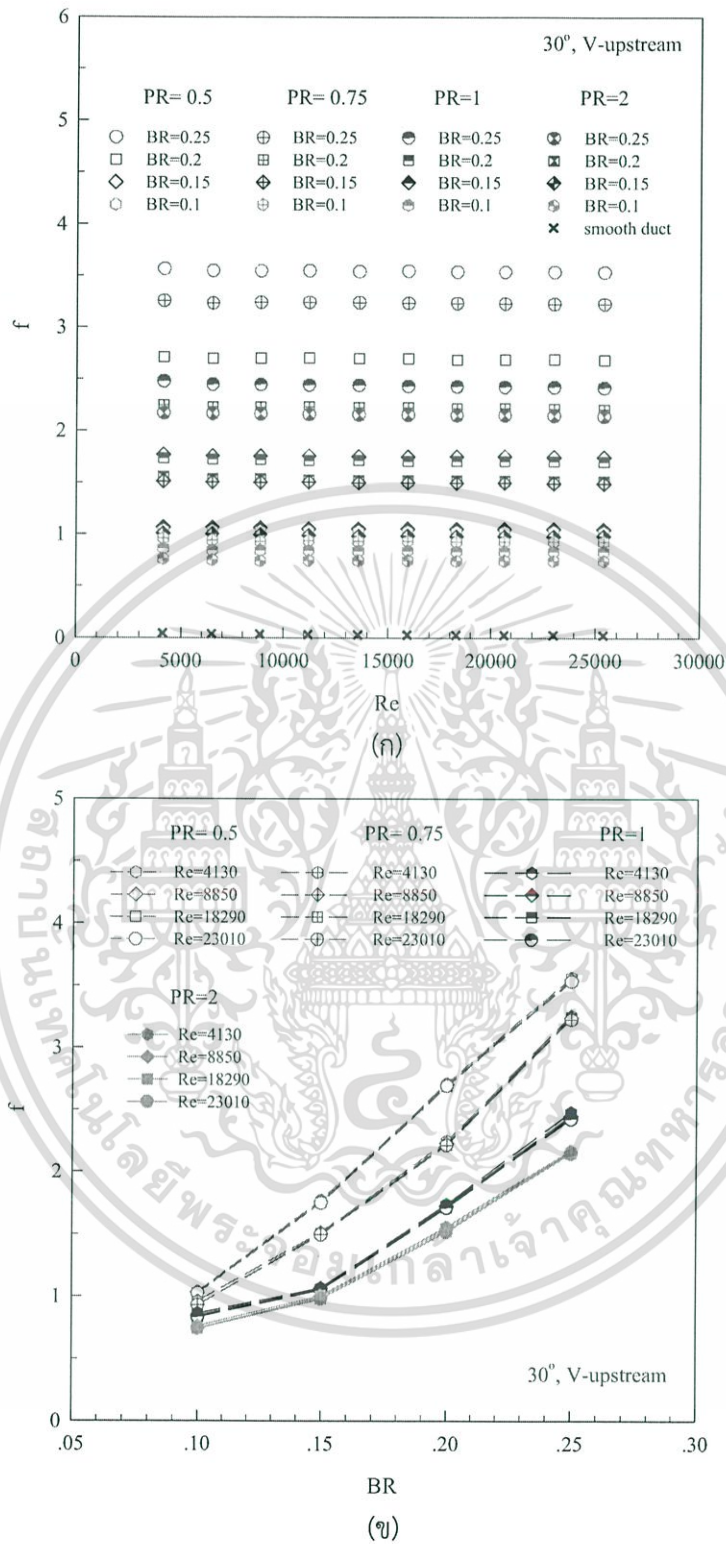 6
30°, V-upstream
PR= 0.5 PR= 0.75 PR=1 PR=2
BR=0.25 BR=0.25 BR=0.25 BR=0.25
BR=0.2 BR=0.2 BR=0.2 BR=0.2
BR=0.15 BR=0.15 BR=0.15 BR=0.15
BR=0.1 BR=0.1 BR=0.1 BR=0.1
smooth duct
5
4
3
f
2
1
0
0 5000 10000 15000 20000 25000 30000
Re
(ก)
5
PR= 0.5 PR= 0.75 PR=1
Re=4130 Re=4130 Re=4130
Re=8850 Re=8850 Re=8850
Re=18290 Re=18290 Re=18290
Re=23010 Re=23010 Re=23010
4
PR=2
Re=4130
Re=8850
Re=18290
Re=23010
3
f
2
1
30°, V-upstream
0
.05 .10 .15 .20 .25 .30
BR
(ข)